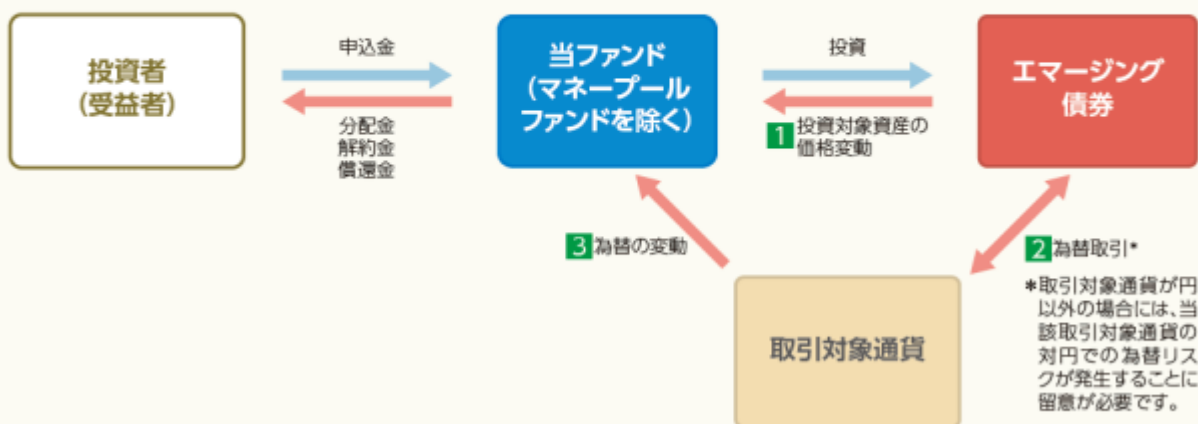 投資者
(受益者)
申込金
分配金
解約金
償還金
当ファンド
(マネープール
ファンドを除く)
投資
1 投資対象資産の
価格変動
エマージング
債券
3 為替の変動
2 為替取引*
*取引対象通貨が円
以外の場合には、当
該取引対象通貨の
対円での為替リス
クが発生することに
留意が必要です。
取引対象通貨